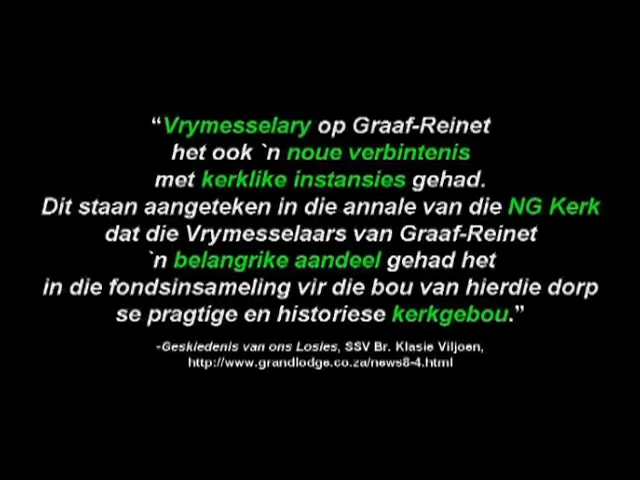 “Vrymesselary op Graaf-Reinet
het ook `n noue verbintenis
met kerklike instansies gehad.
Dit staan aangeteken in die annale van die NG Kerk
dat die Vrymesselaars van Graaf-Reinet
`n belangrike aandeel gehad het
in die fondsinsameling vir die bou van hierdie dorp
se pragtige en historiese kerkgebou.”
-Geskiedenis van ons Losies, SSV Br. Klasie Viljoen,
http://www.grandlodge.co.za/news8-4.html